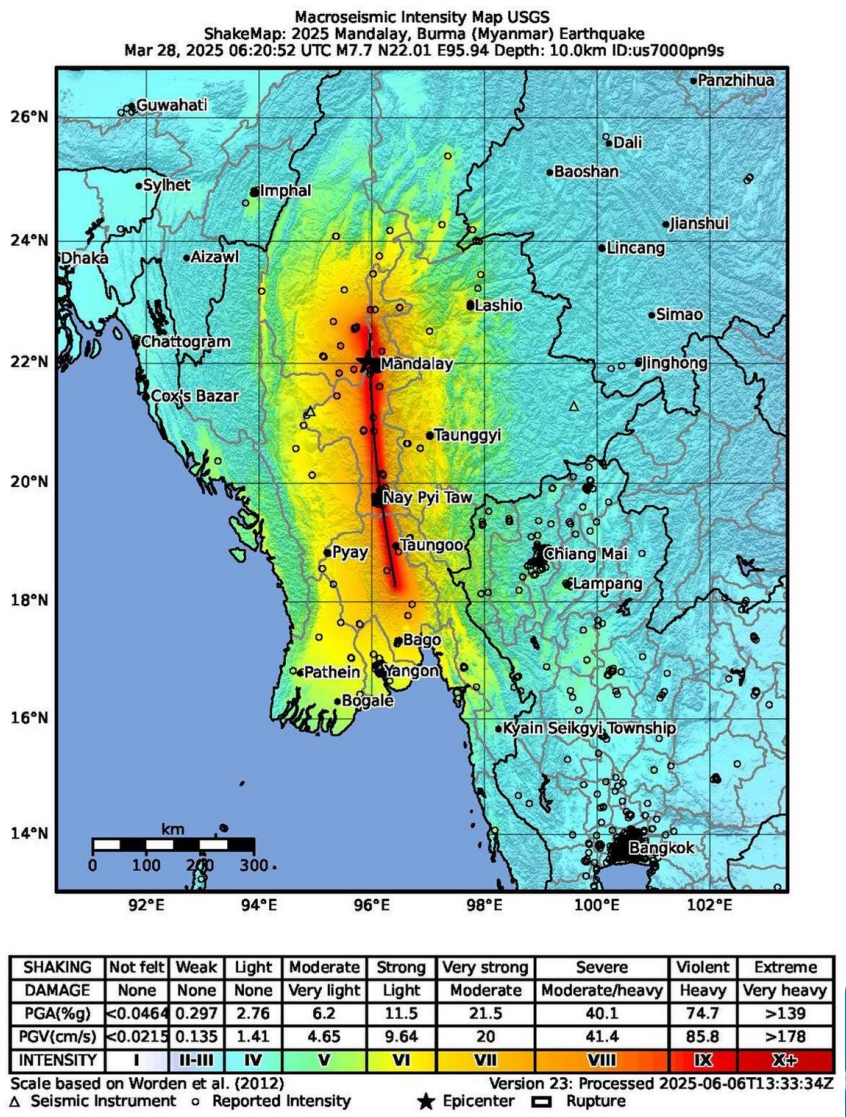 Macroseismic Intensity Map USGS
ShakeMap: 2025 Mandalay, Burma (Myanmar) Earthquake
Mar 28, 2025 06:20:52 UTC M7.7 N22.01 E95.94 Depth: 10.0km ID:us7000pn9s
Panzhihua
26°N
Guwahati
Dali
Baoshan
Sylhet
Imphal
Jianshui
24°N
Lincang
Dhaka
Aizawl
Lashio
Simao
Chattogram
22°N
Mandalay
Jinghong
Cox's Bazar
Taunggyi
20°N
Nay Pyi Taw
Taungoo
Pyay
Chiang Mai
Lampang
18°N
Bago
Pathein
Yangon
Bogale
16°N
Kyain Seikgyi Township
14°N
km
Bangkok
0 100 200 300
92°E 94°E 96°E 98°E 100°E 102°E
SHAKING Not felt Weak Light Moderate Strong Very strong Severe Violent Extreme
DAMAGE None None None Very light Light Moderate Moderate/heavy Heavy Very heavy
PGA(%g) <0.0464 0.297 2.76 6.2 11.5 21.5 40.1 74.7 >139
PGV(cm/s) <0.0215 0.135 1.41 4.65 9.64 20 41.4 85.8 >178
INTENSITY I II-III IV V VI VII VIII IX X+
Scale based on Worden et al. (2012) Version 23: Processed 2025-06-06T13:33:34Z
△ Seismic Instrument ○ Reported Intensity ★ Epicenter Rupture